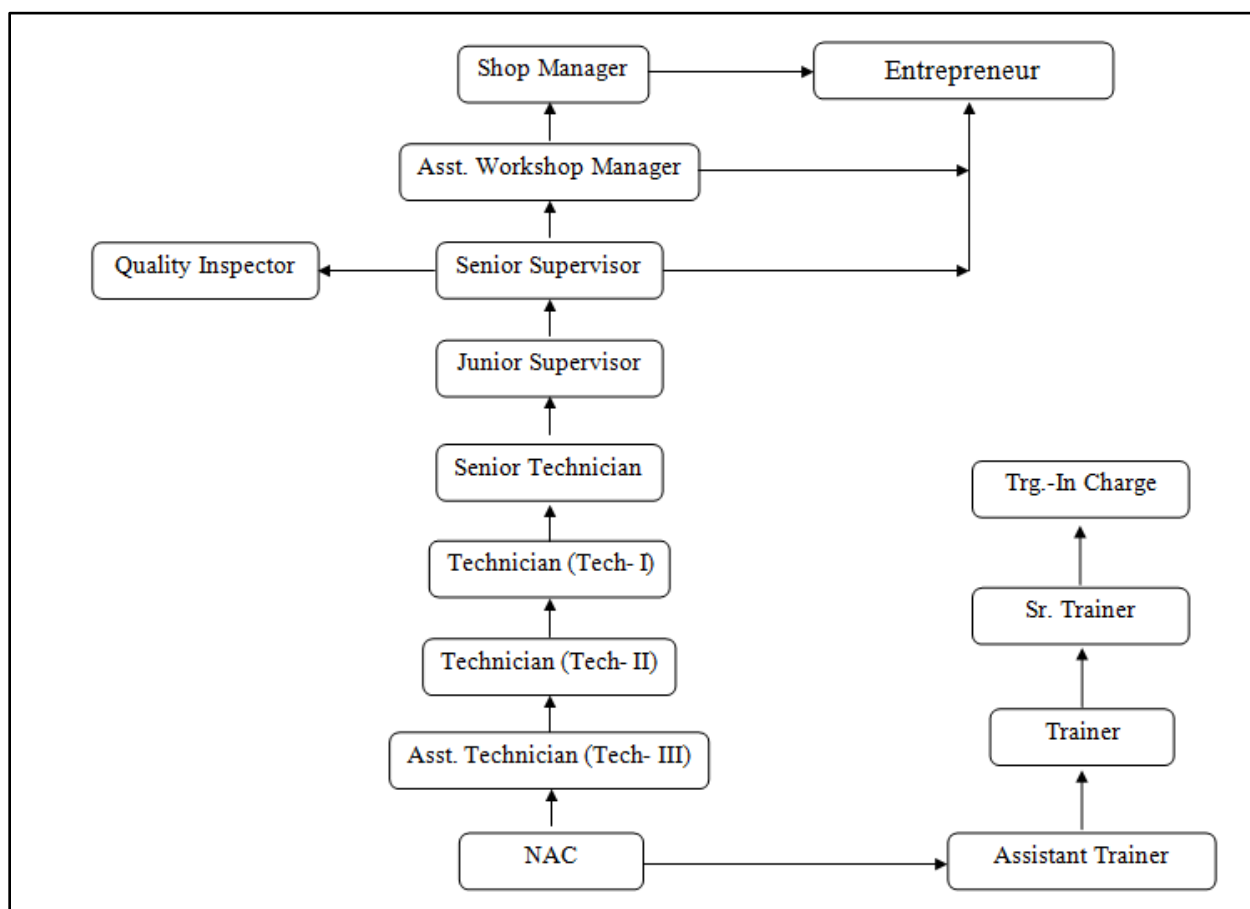 Shop Manager
Entrepreneur
Asst. Workshop Manager
Quality Inspector
Senior Supervisor
Junior Supervisor
Senior Technician
Trg.-In Charge
Technician (Tech- I)
Sr. Trainer
Technician (Tech- II)
Trainer
Asst. Technician (Tech- III)
NAC
Assistant Trainer